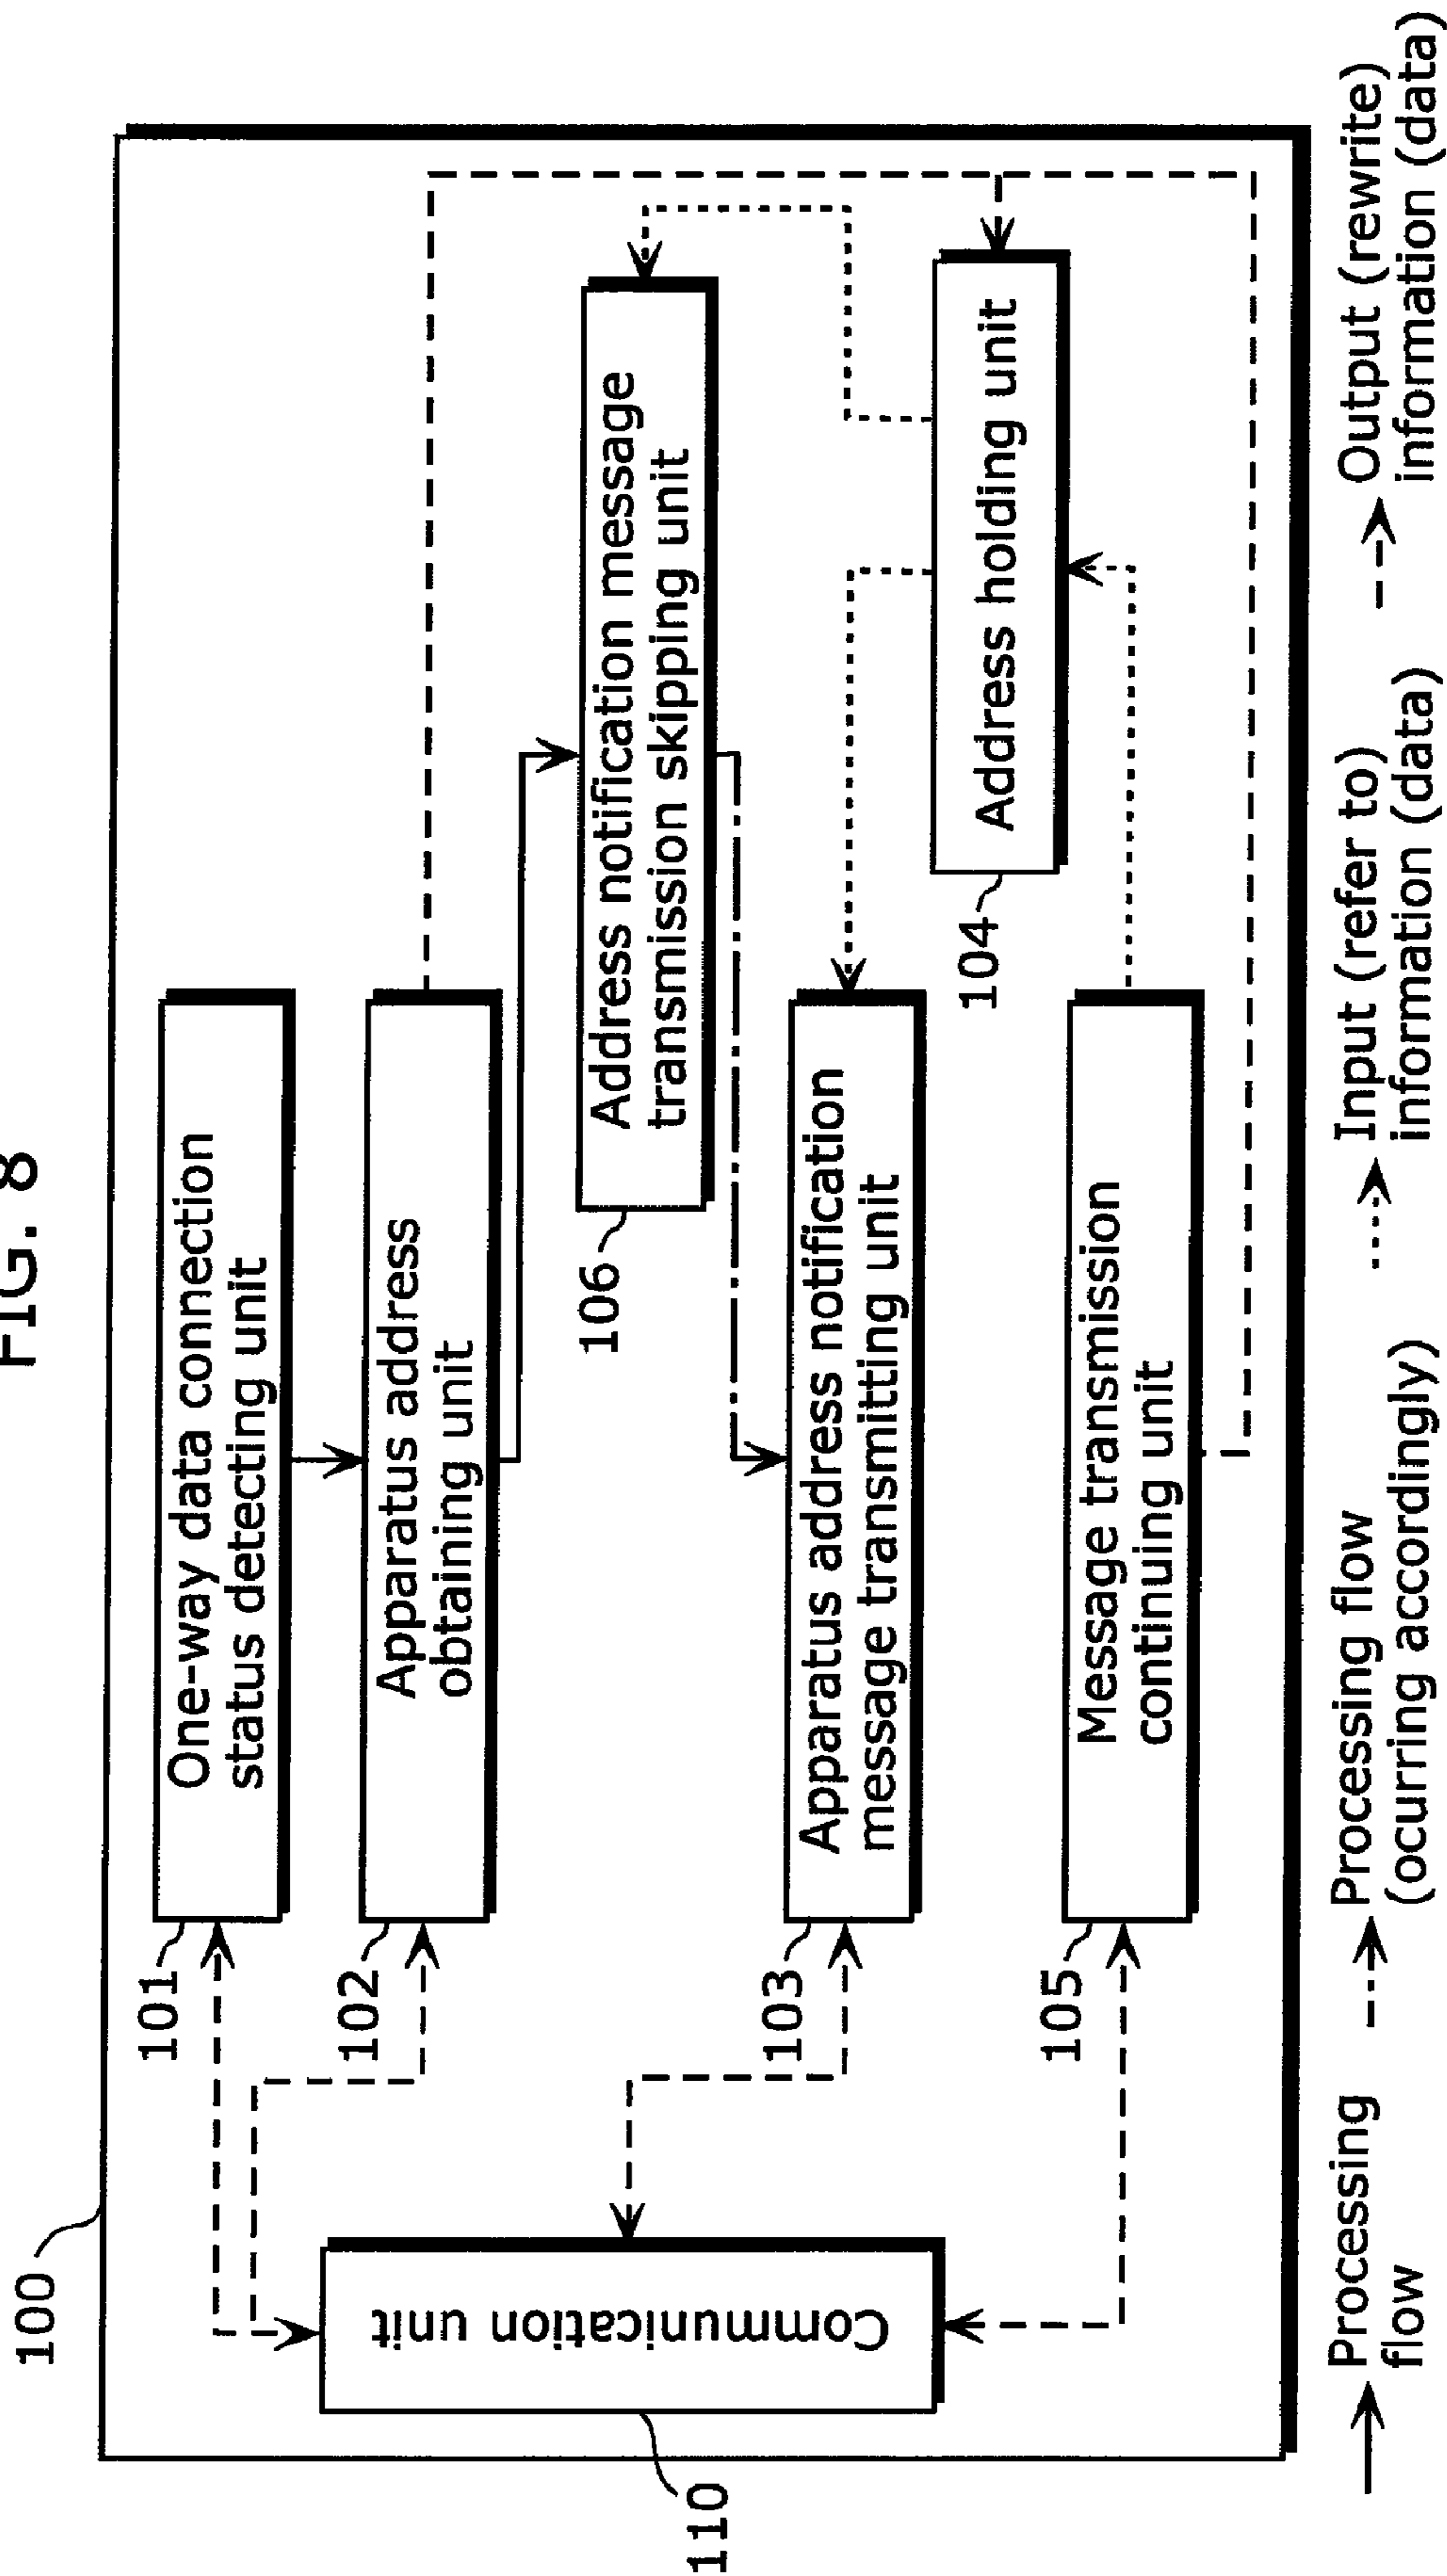 FIG. 8
100
101
One-way data connection
status detecting unit
102
Apparatus address
obtaining unit
106
Address notification message
transmission skipping unit
103
Apparatus address notification
message transmitting unit
104
Address holding unit
105
Message transmission
continuing unit
110
Communication unit
Processing
flow
Processing flow
(ocurring accordingly)
Input (refer to)
information (data)
Output (rewrite)
information (data)